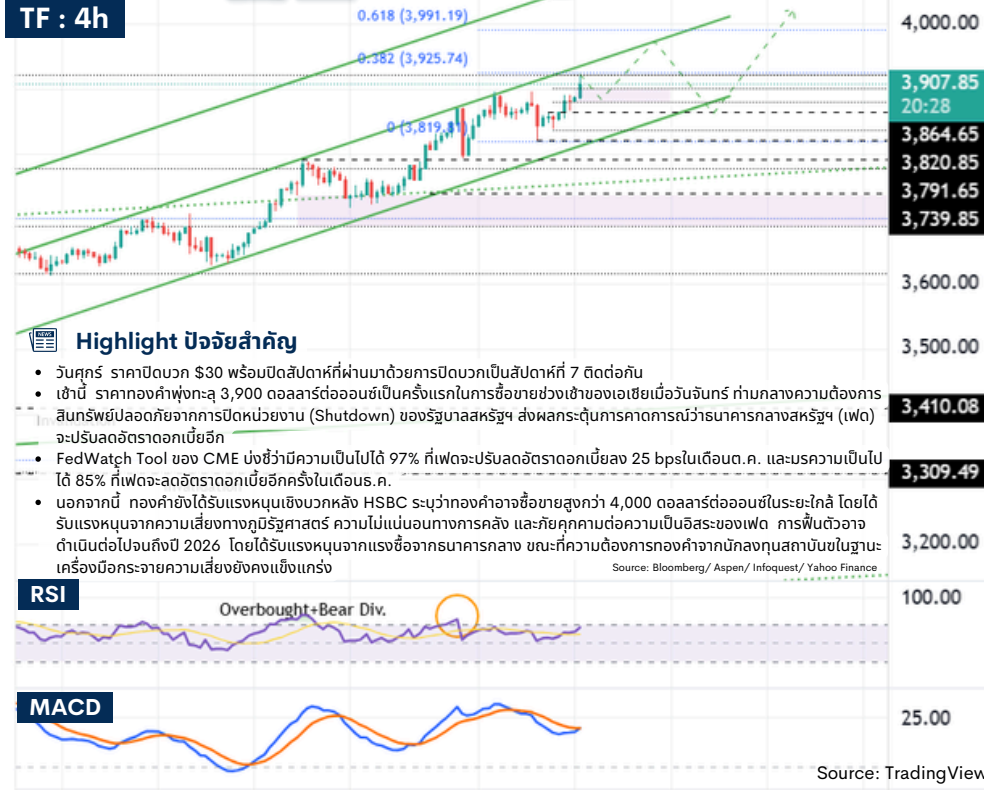 TF : 4h
0.618 (3,991.19)
4,000.00
0.382 (3,925.74)
3,907.85
20:28
0 (3,819.81)
3,864.65
3,820.85
3,791.65
3,739.85
3,600.00
3,500.00
NEWS
Highlight ปัจจัยสำคัญ
• วันศุกร์ ราคาปิดบวก $30 พร้อมปิดสัปดาห์ที่ผ่านมาด้วยการปิดบวกเป็นสัปดาห์ที่ 7 ติดต่อกัน
• เช้านี้ ราคาทองคำพุ่งทะลุ 3,900 ดอลลาร์ต่อออนซ์เป็นครั้งแรกในการซื้อขายช่วงเช้าของเอเชียเมื่อวันจันทร์ ท่ามกลางความต้องการ
สินทรัพย์ปลอดภัยจากการปิดหน่วยงาน (Shutdown) ของรัฐบาลสหรัฐฯ ส่งผลกระตุ้นการคาดการณ์ว่าธนาคารกลางสหรัฐฯ (เฟด)
จะปรับลดอัตราดอกเบี้ยอีก
3,410.08
• FedWatch Tool ของ CME บ่งชี้ว่ามีความเป็นไปได้ 97% ที่เฟดจะปรับลดอัตราดอกเบี้ยลง 25 bpsในเดือนต.ค. และมรความเป็นไป
ได้ 85% ที่เฟดจะลดอัตราดอกเบี้ยอีกครั้งในเดือนธ.ค.
3,309.49
• นอกจากนี้ ทองคำยังได้รับแรงหนุนเชิงบวกหลัง HSBC ระบุว่าทองคำอาจซื้อขายสูงกว่า 4,000 ดอลลาร์ต่อออนซ์ในระยะใกล้ โดยได้
รับแรงหนุนจากความเสี่ยงทางภูมิรัฐศาสตร์ ความไม่แน่นอนทางการคลัง และภัยคุกคามต่อความเป็นอิสระของเฟด การฟื้นตัวอาจ
ดำเนินต่อไปจนถึงปี 2026 โดยได้รับแรงหนุนจากแรงซื้อจากธนาคารกลาง ขณะที่ความต้องการทองคำจากนักลงทุนสถาบันขในฐานะ
เครื่องมือกระจายความเสี่ยงยังคงแข็งแกร่ง
3,200.00
Source: Bloomberg/ Aspen/ Infoquest/ Yahoo Finance
RSI
100.00
Overbought+Bear Div.
MACD
25.00
Source: TradingView